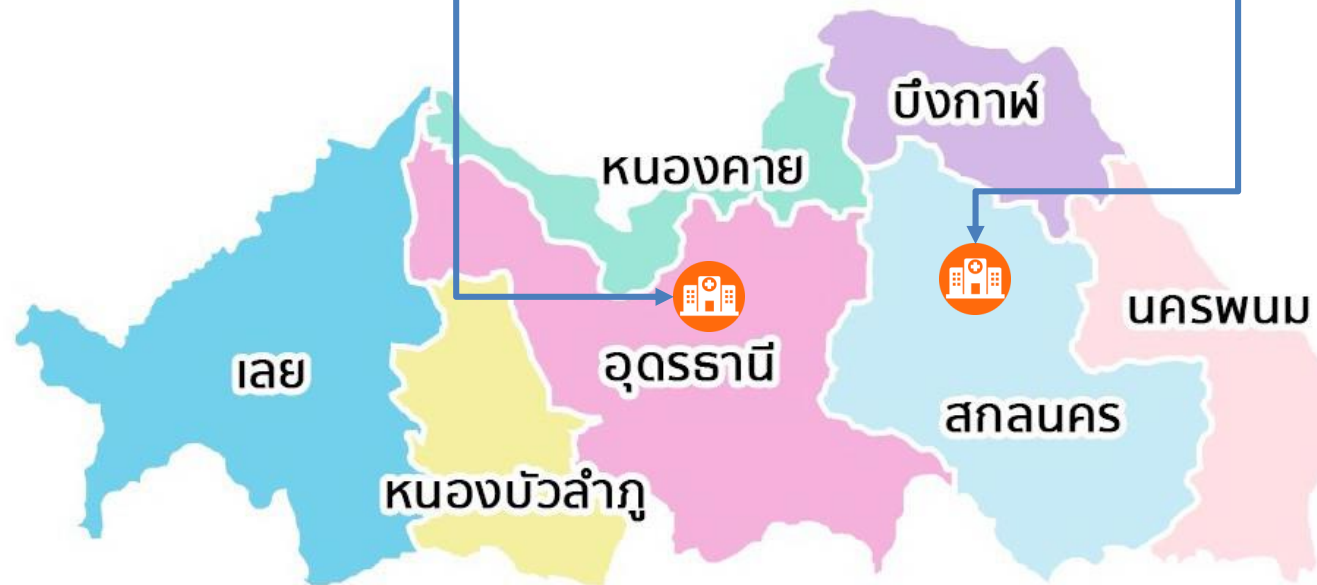 บึงกาฬ
หนองคาย
นครพนม
เลย
อุดรธานี
สกลนคร
หนองบัวลำภู